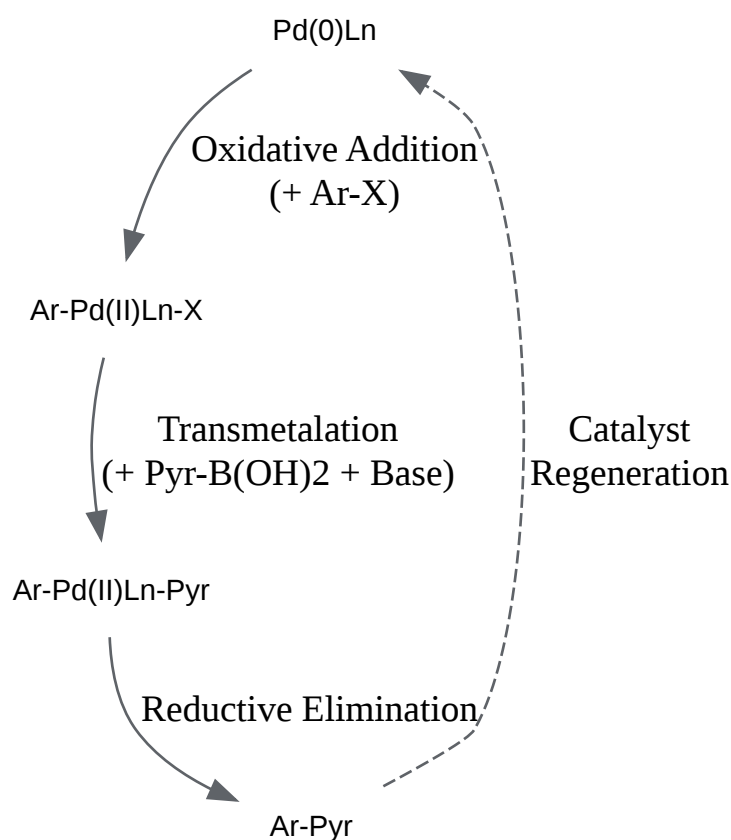 Pd(0)Ln
Oxidative Addition
(+ Ar-X)
Ar-Pd(II)Ln-X
Transmetalation
(+ Pyr-B(OH)2 + Base)
Catalyst
Regeneration
Ar-Pd(II)Ln-Pyr
Reductive Elimination
Ar-Pyr